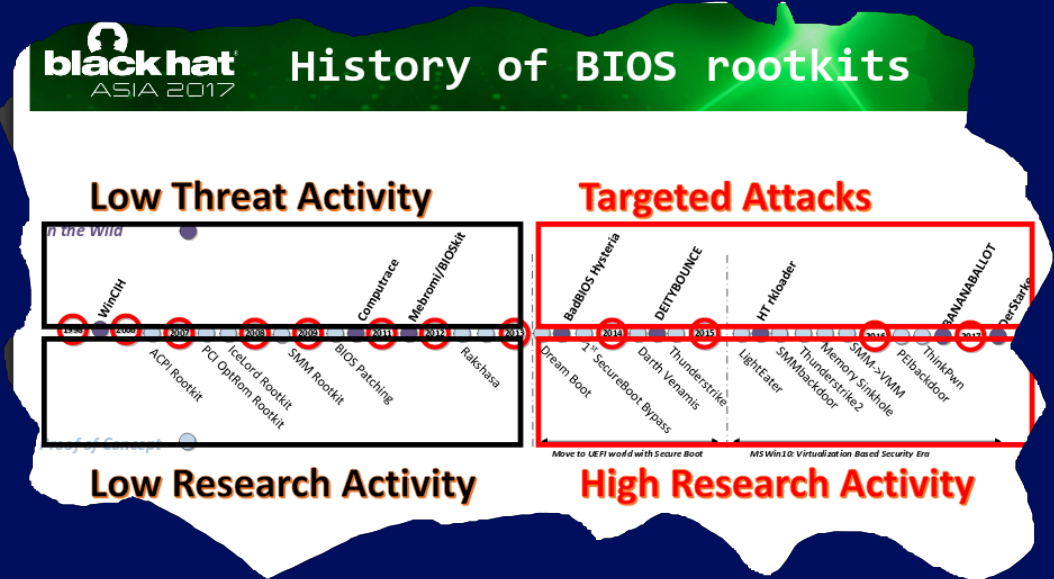 black hat
ASIA 2017
History of BIOS rootkits
Low Threat Activity
Targeted Attacks
n the Wild
WinCIH
Computrace
Mebromi/BIOSkit
BadBIOS Hysteria
DEITYBOUNCE
HT rkloader
BANANABALLOT
DerStarke
1998
2000
2007
2008
2009
2011
2012
2013
2014
2015
2016
2017
ACPI Rootkit
PCI OptRom Rootkit
IceLord Rootkit
SMM Rootkit
BIOS Patching
Rakshasa
Dream Boot
1st SecureBoot Bypass
Darth Venamis
Thunderstrike
LightEater
SMMbackdoor
Thunderstrike2
Memory Sinkhole
SMM->VMM
PEIbackdoor
ThinkPwn
Proof of Concept
Move to UEFI world with Secure Boot
MSWin10: Virtualization Based Security Era
Low Research Activity
High Research Activity